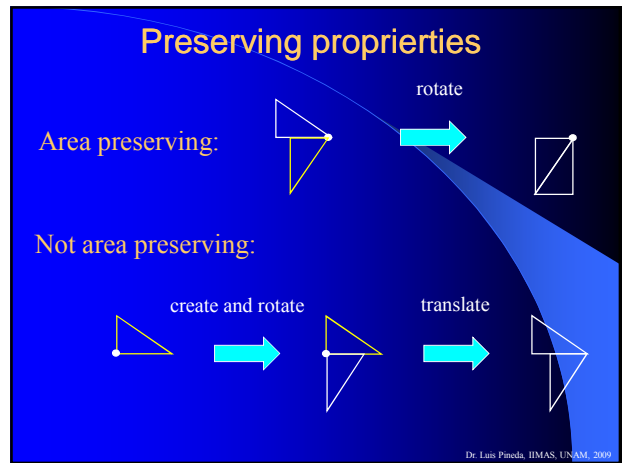 Preserving proprierties
rotate
Area preserving:
Not area preserving:
create and rotate
translate
Dr. Luis Pineda, IIMAS, UNAM, 2009